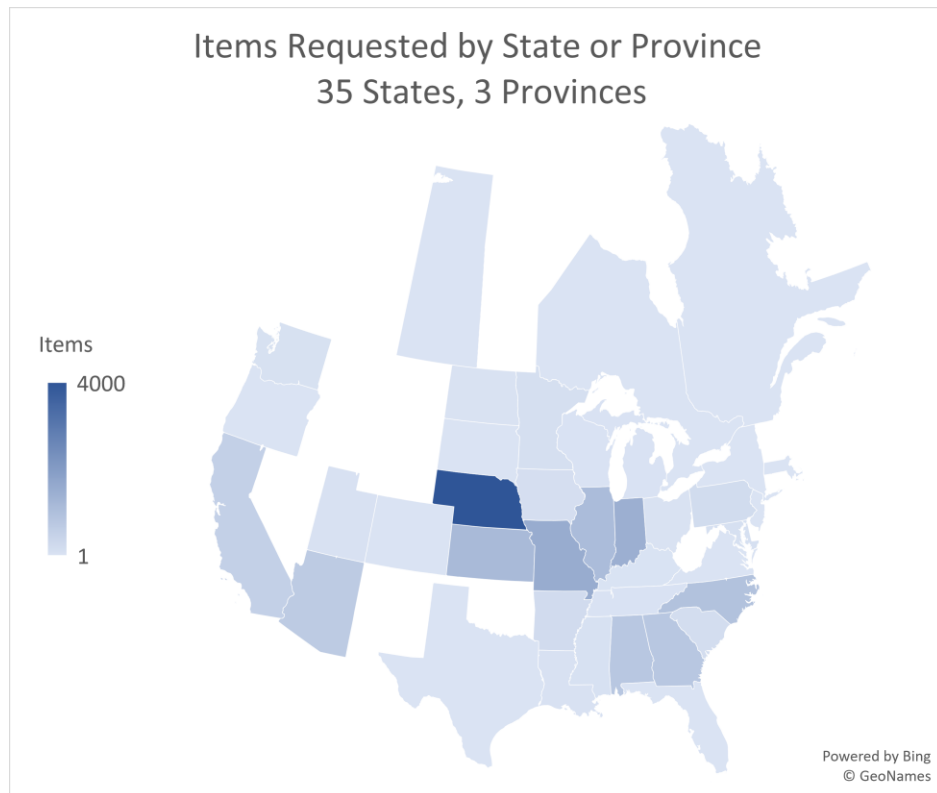 Items Requested by State or Province
35 States, 3 Provinces
Items
4000
1
Powered by Bing
© GeoNames